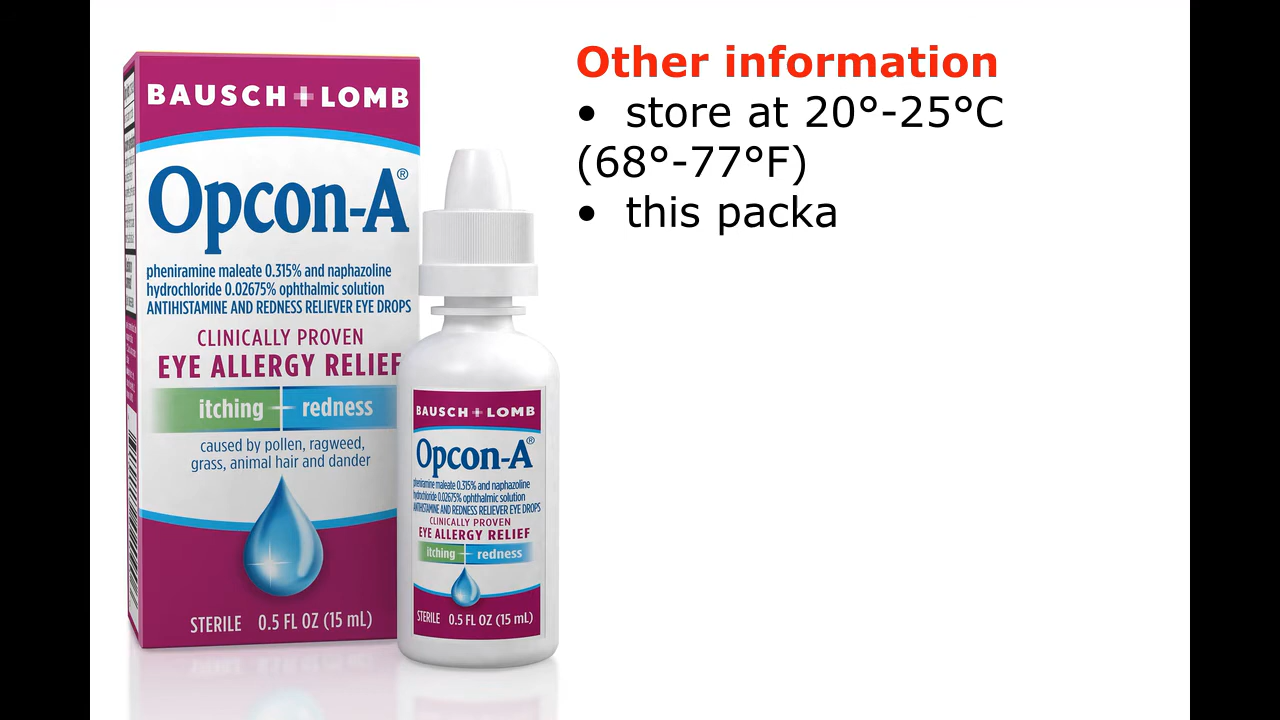 BAUSCH + LOMB
Opcon-A®
pheniramine maleate 0.315% and naphazoline
hydrochloride 0.02675% ophthalmic solution
ANTIHISTAMINE AND REDNESS RELIEVER EYE DROPS
CLINICALLY PROVEN
EYE ALLERGY RELIEF
itching + redness
caused by pollen, ragweed,
grass, animal hair and dander
STERILE 0.5 FL OZ (15 mL)
BAUSCH + LOMB
Opcon-A®
pheniramine maleate 0.315% and naphazoline
hydrochloride 0.02675% ophthalmic solution
ANTIHISTAMINE AND REDNESS RELIEVER EYE DROPS
CLINICALLY PROVEN
EYE ALLERGY RELIEF
itching + redness
STERILE 0.5 FL OZ (15 mL)
Other information
• store at 20°-25°C
(68°-77°F)
• this packa